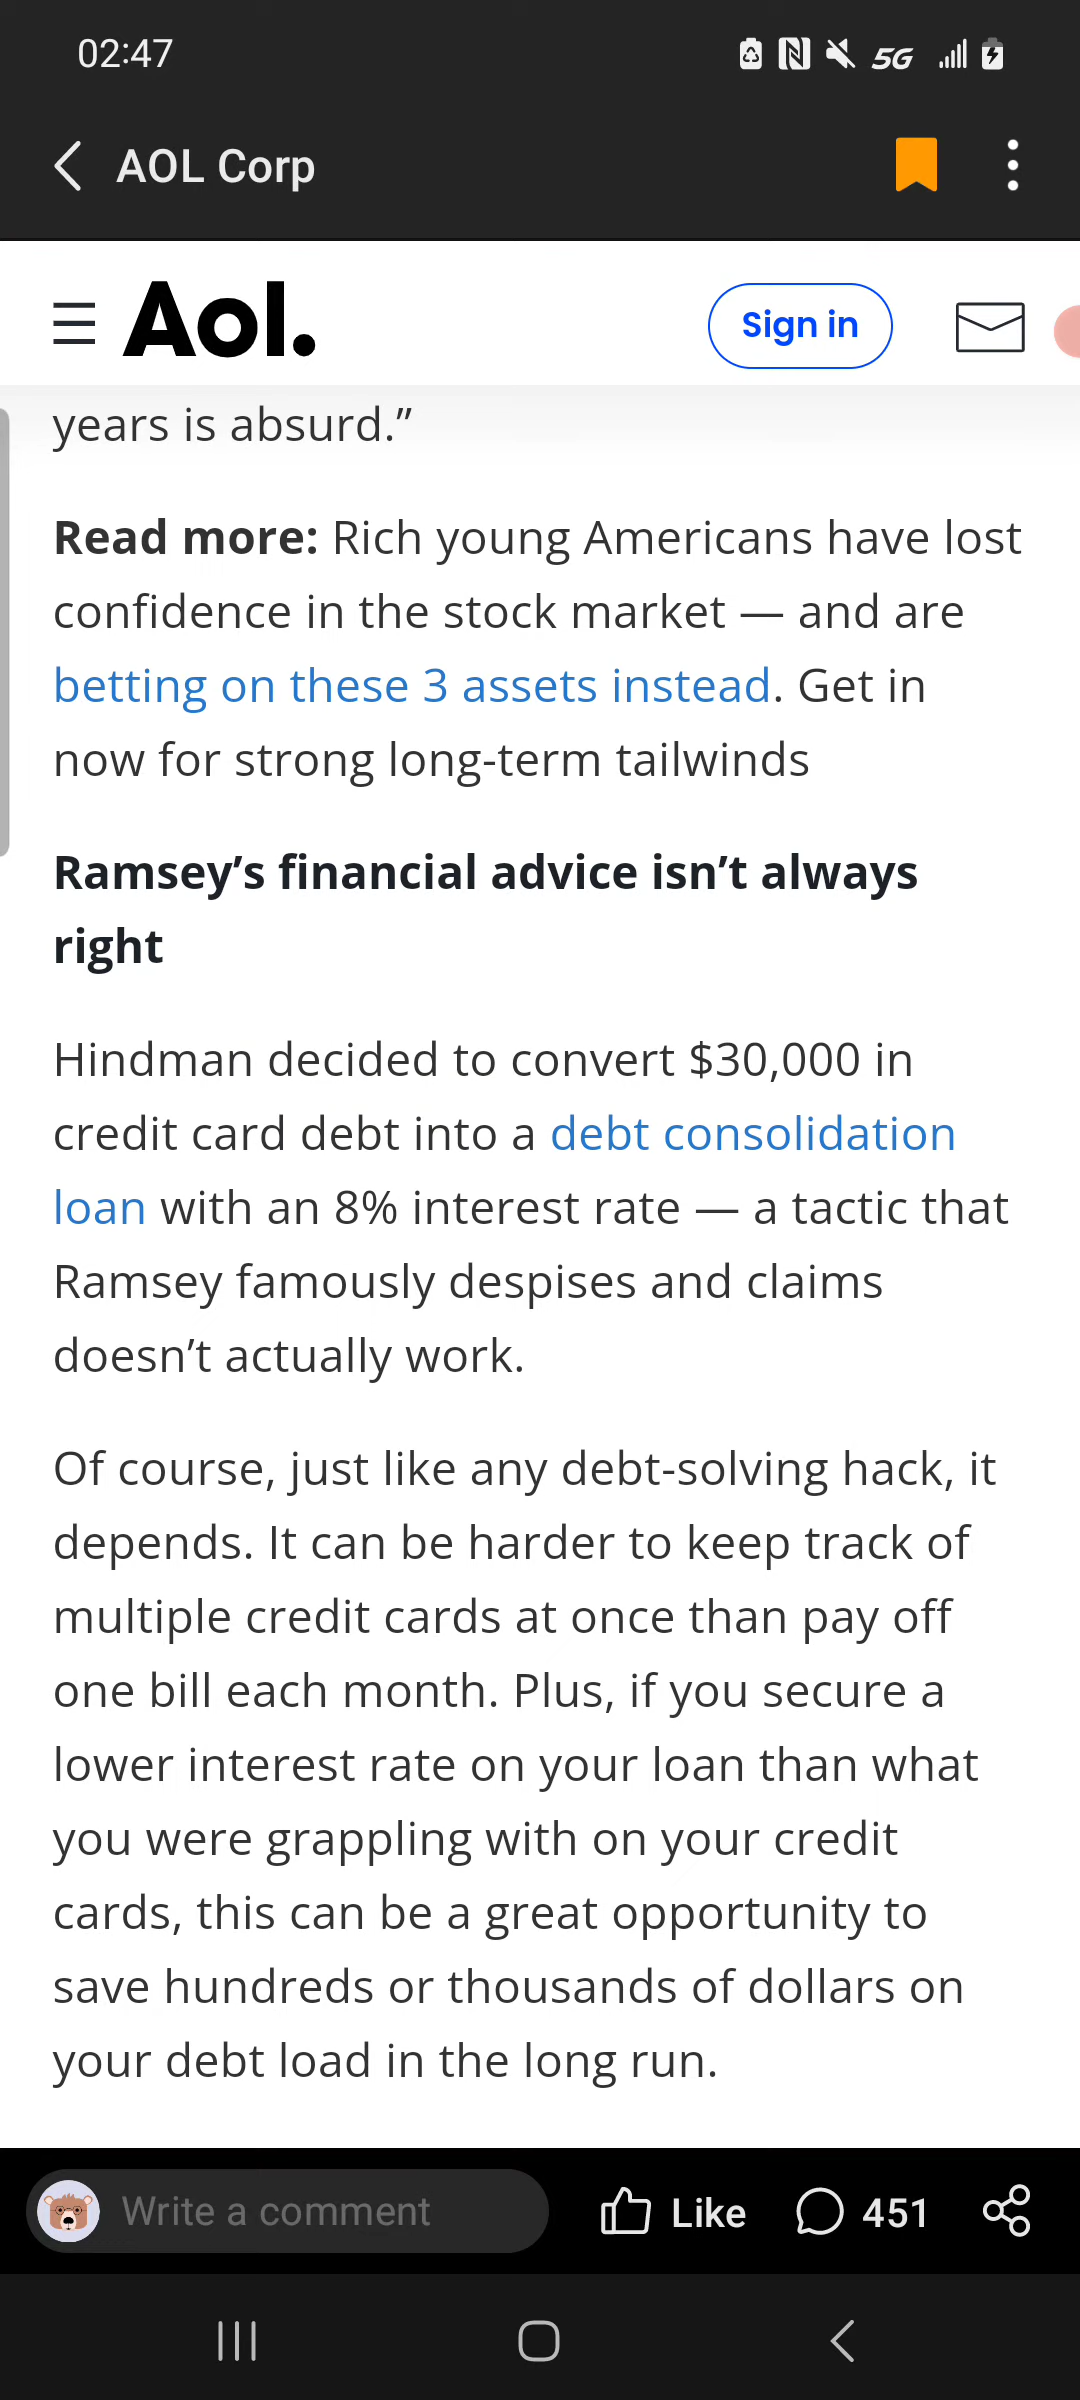 02:47
5G
AOL Corp
Aol.
Sign in
years is absurd.”
Read more: Rich young Americans have lost
confidence in the stock market — and are
betting on these 3 assets instead. Get in
now for strong long-term tailwinds
Ramsey’s financial advice isn’t always
right
Hindman decided to convert $30,000 in
credit card debt into a debt consolidation
loan with an 8% interest rate — a tactic that
Ramsey famously despises and claims
doesn’t actually work.
Of course, just like any debt-solving hack, it
depends. It can be harder to keep track of
multiple credit cards at once than pay off
one bill each month. Plus, if you secure a
lower interest rate on your loan than what
you were grappling with on your credit
cards, this can be a great opportunity to
save hundreds or thousands of dollars on
your debt load in the long run.
Write a comment
Like
451